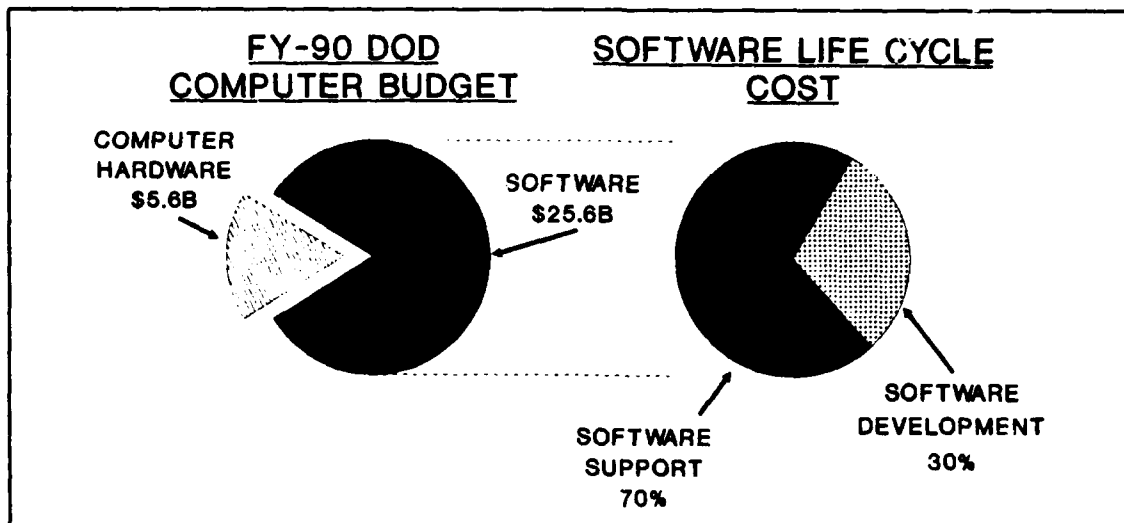 FY-90 DOD
COMPUTER BUDGET
SOFTWARE LIFE CYCLE
COST
COMPUTER
HARDWARE
$5.6B
SOFTWARE
$25.6B
SOFTWARE
SUPPORT
70%
SOFTWARE
DEVELOPMENT
30%